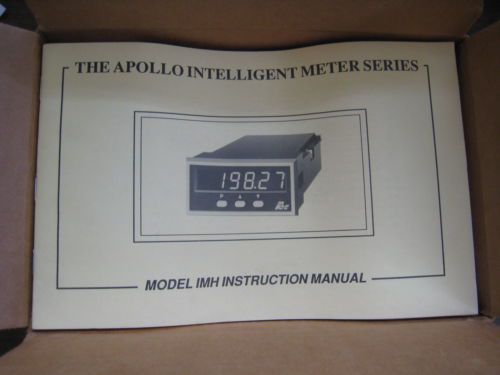 THE APOLLO INTELLIGENT METER SERIES
198.27
P
MODEL IMH INSTRUCTION MANUAL